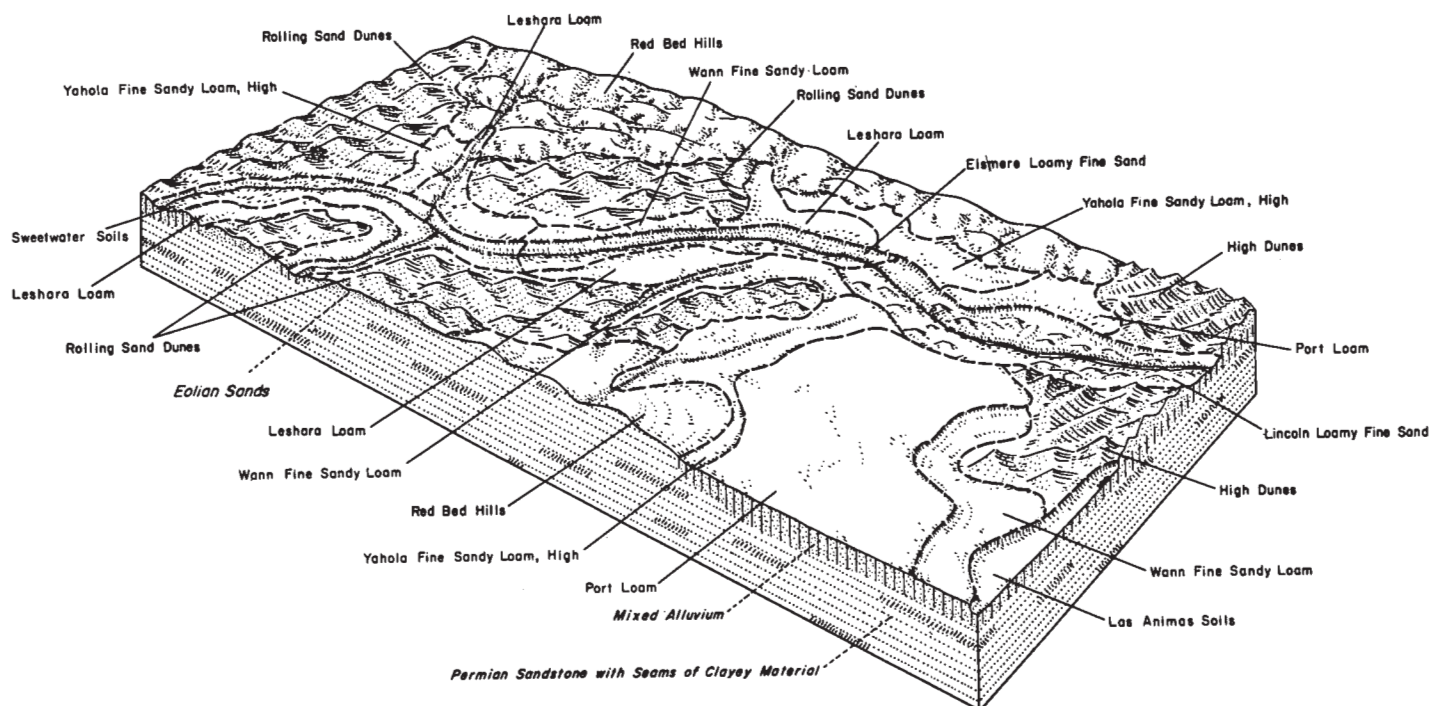 Leshara Loam
Rolling Sand Dunes
Red Bed Hills
Wann Fine Sandy Loam
Yahola Fine Sandy Loam, High
Rolling Sand Dunes
Leshara Loam
Elsmere Loamy Fine Sand
Yahola Fine Sandy Loam, High
High Dunes
Sweetwater Soils
Leshara Loam
Rolling Sand Dunes
Port Loam
Eolian Sands
Leshara Loam
Lincoln Loamy Fine Sand
Wann Fine Sandy Loam
High Dunes
Red Bed Hills
Yahola Fine Sandy Loam, High
Wann Fine Sandy Loam
Port Loam
Mixed Alluvium
Las Animas Soils
Permian Sandstone with Seams of Clayey Material